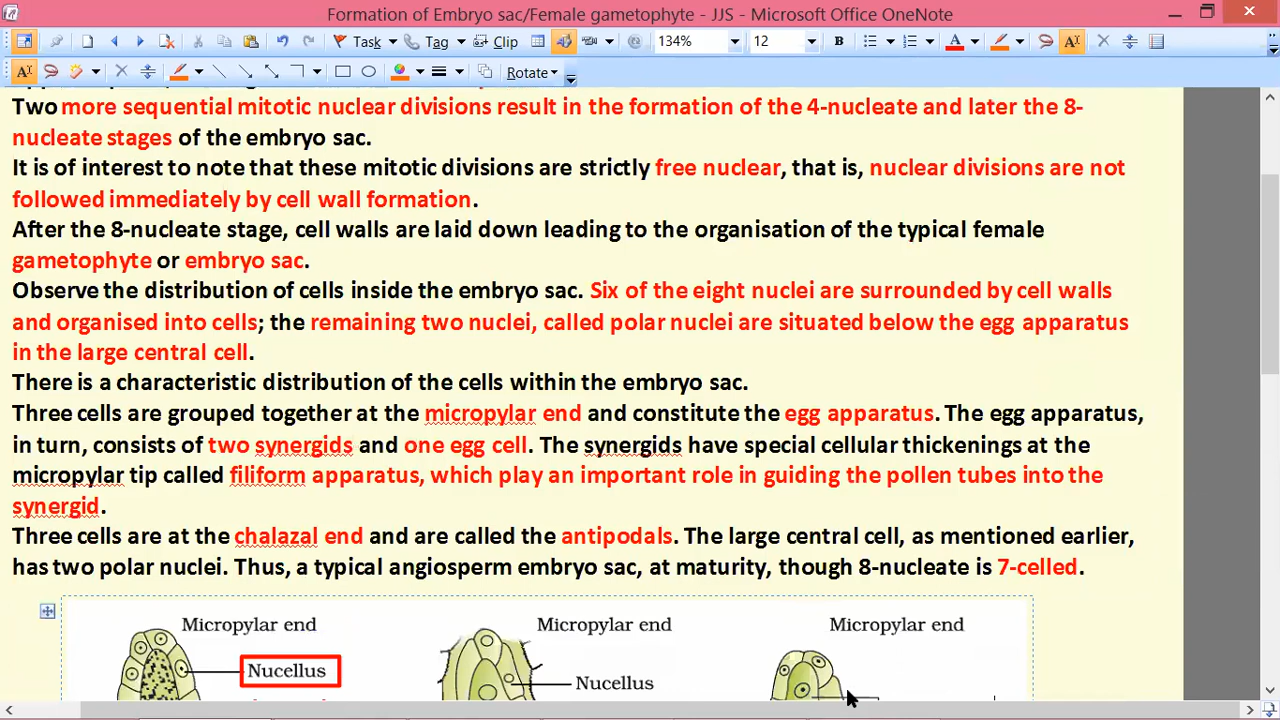 Formation of Embryo sac/Female gametophyte - JJS - Microsoft Office OneNote
Task Tag Clip 134% 12 B A A
A Rotate
Two more sequential mitotic nuclear divisions result in the formation of the 4-nucleate and later the 8-
nucleate stages of the embryo sac.
It is of interest to note that these mitotic divisions are strictly free nuclear, that is, nuclear divisions are not
followed immediately by cell wall formation.
After the 8-nucleate stage, cell walls are laid down leading to the organisation of the typical female
gametophyte or embryo sac.
Observe the distribution of cells inside the embryo sac. Six of the eight nuclei are surrounded by cell walls
and organised into cells; the remaining two nuclei, called polar nuclei are situated below the egg apparatus
in the large central cell.
There is a characteristic distribution of the cells within the embryo sac.
Three cells are grouped together at the micropylar end and constitute the egg apparatus. The egg apparatus,
in turn, consists of two synergids and one egg cell. The synergids have special cellular thickenings at the
micropylar tip called filiform apparatus, which play an important role in guiding the pollen tubes into the
synergid.
Three cells are at the chalazal end and are called the antipodals. The large central cell, as mentioned earlier,
has two polar nuclei. Thus, a typical angiosperm embryo sac, at maturity, though 8-nucleate is 7-celled.
Micropylar end Micropylar end Micropylar end
Nucellus Nucellus